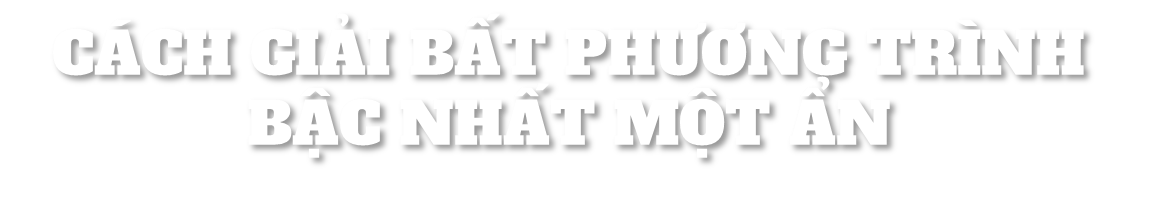 CÁCH GIẢI BẤT PHƯƠNG TRÌNH
BẬC NHẤT MỘT ẨN